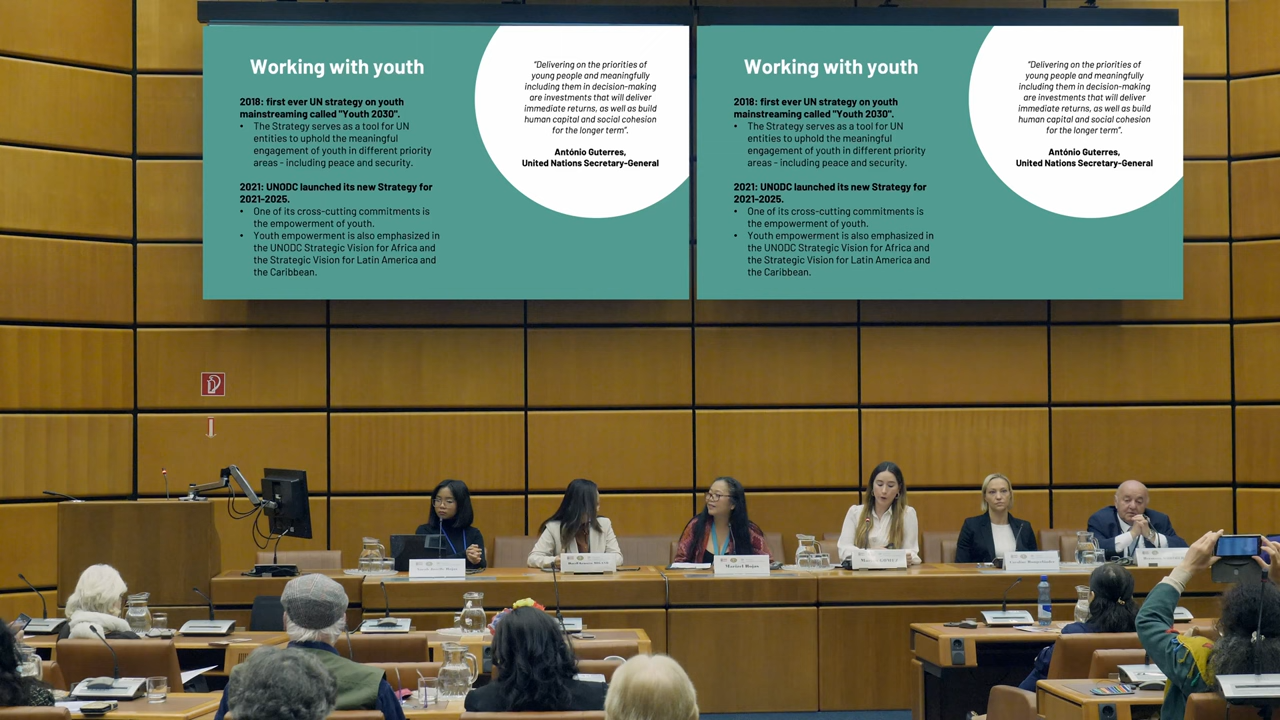 Working with youth
2018: first ever UN strategy on youth
mainstreaming called "Youth 2030".
• The Strategy serves as a tool for UN
entities to uphold the meaningful
engagement of youth in different priority
areas - including peace and security.
2021: UNODC launched its new Strategy for
2021-2025.
• One of its cross-cutting commitments is
the empowerment of youth.
• Youth empowerment is also emphasized in
the UNODC Strategic Vision for Africa and
the Strategic Vision for Latin America and
the Caribbean.
“Delivering on the priorities of
young people and meaningfully
including them in decision-making
are investments that will deliver
immediate returns, as well as build
human capital and social cohesion
for the longer term”.
António Guterres,
United Nations Secretary-General
Working with youth
2018: first ever UN strategy on youth
mainstreaming called "Youth 2030".
• The Strategy serves as a tool for UN
entities to uphold the meaningful
engagement of youth in different priority
areas - including peace and security.
2021: UNODC launched its new Strategy for
2021-2025.
• One of its cross-cutting commitments is
the empowerment of youth.
• Youth empowerment is also emphasized in
the UNODC Strategic Vision for Africa and
the Strategic Vision for Latin America and
the Caribbean.
“Delivering on the priorities of
young people and meaningfully
including them in decision-making
are investments that will deliver
immediate returns, as well as build
human capital and social cohesion
for the longer term”.
António Guterres,
United Nations Secretary-General
Maricel Rojas